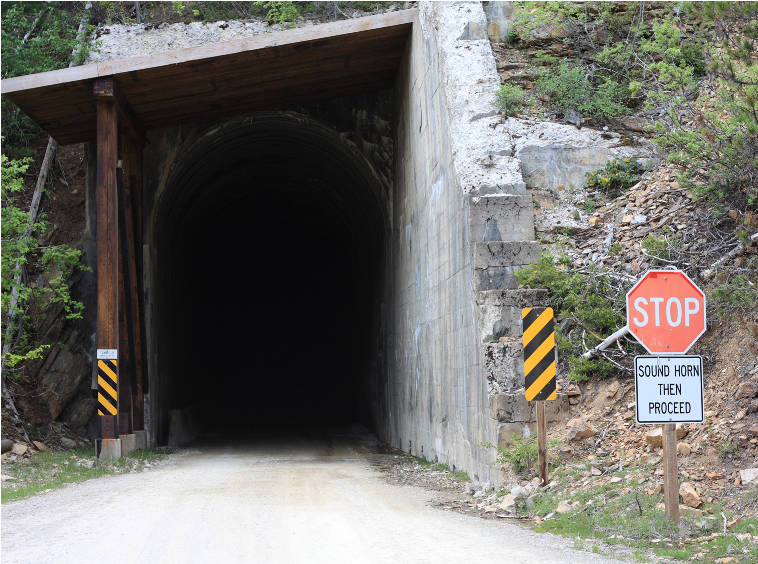 STOP
SOUND HORN
THEN
PROCEED